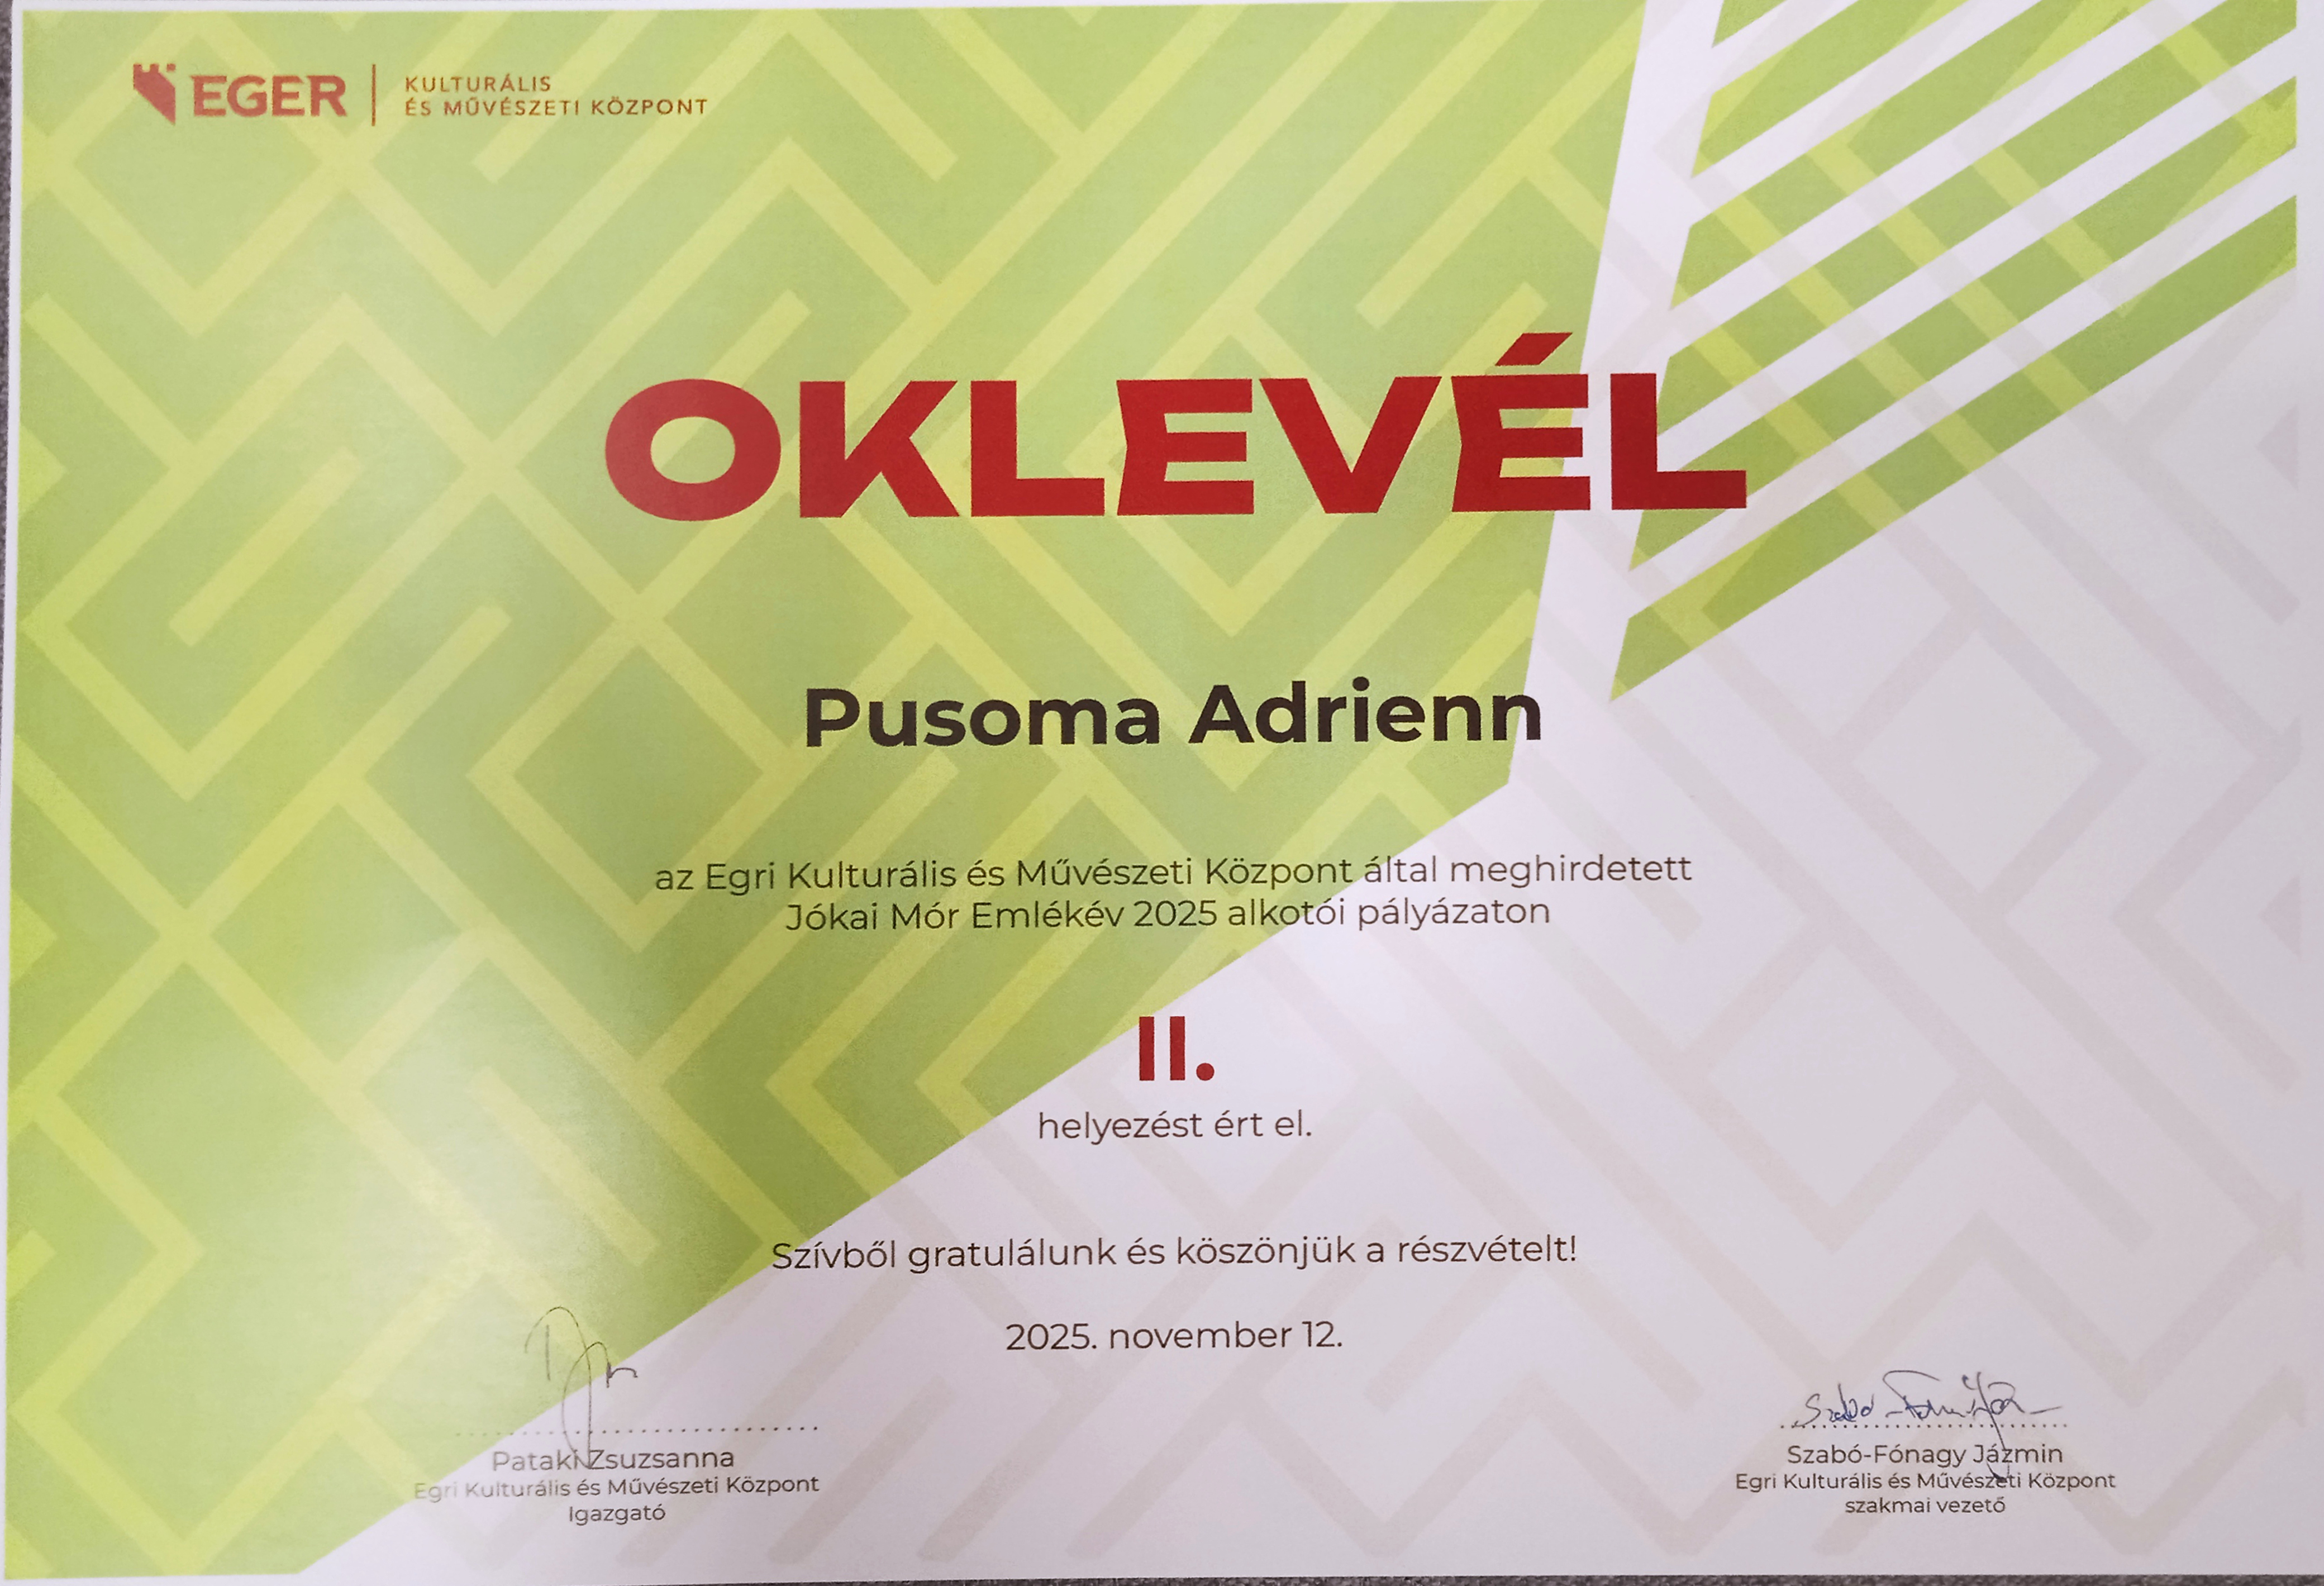 EGER
KULTURÁLIS
ÉS MŰVÉSZETI KÖZPONT
OKLEVÉL
Pusoma Adrienn
az Egri Kulturális és Művészeti Központ által meghirdetett
Jókai Mór Emlékév 2025 alkotói pályázaton
II.
helyezést ért el.
Szívből gratulálunk és köszönjük a részvételt!
2025. november 12.
Pataki Zsuzsanna
Egri Kulturális és Művészeti Központ
Igazgató
Szabó-Fónagy Jázmin
Egri Kulturális és Művészeti Központ
szakmai vezető